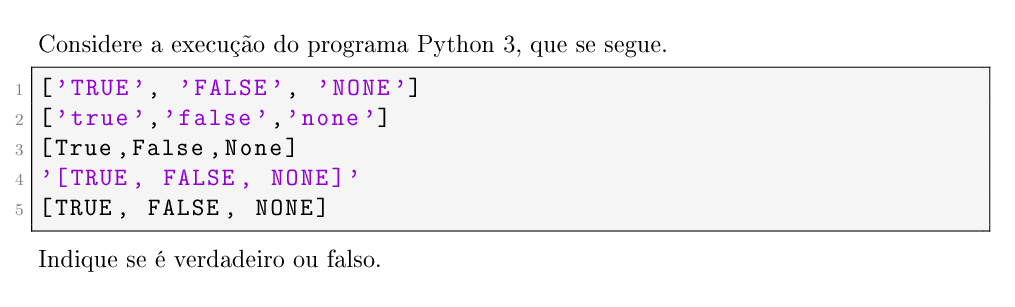 Considere a execução do programa Python 3, que se segue.
1 ['TRUE', 'FALSE', 'NONE']
2 ['true','false','none']
3 [True,False,None]
4 '[TRUE, FALSE, NONE]'
5 [TRUE, FALSE, NONE]
Indique se é verdadeiro ou falso.